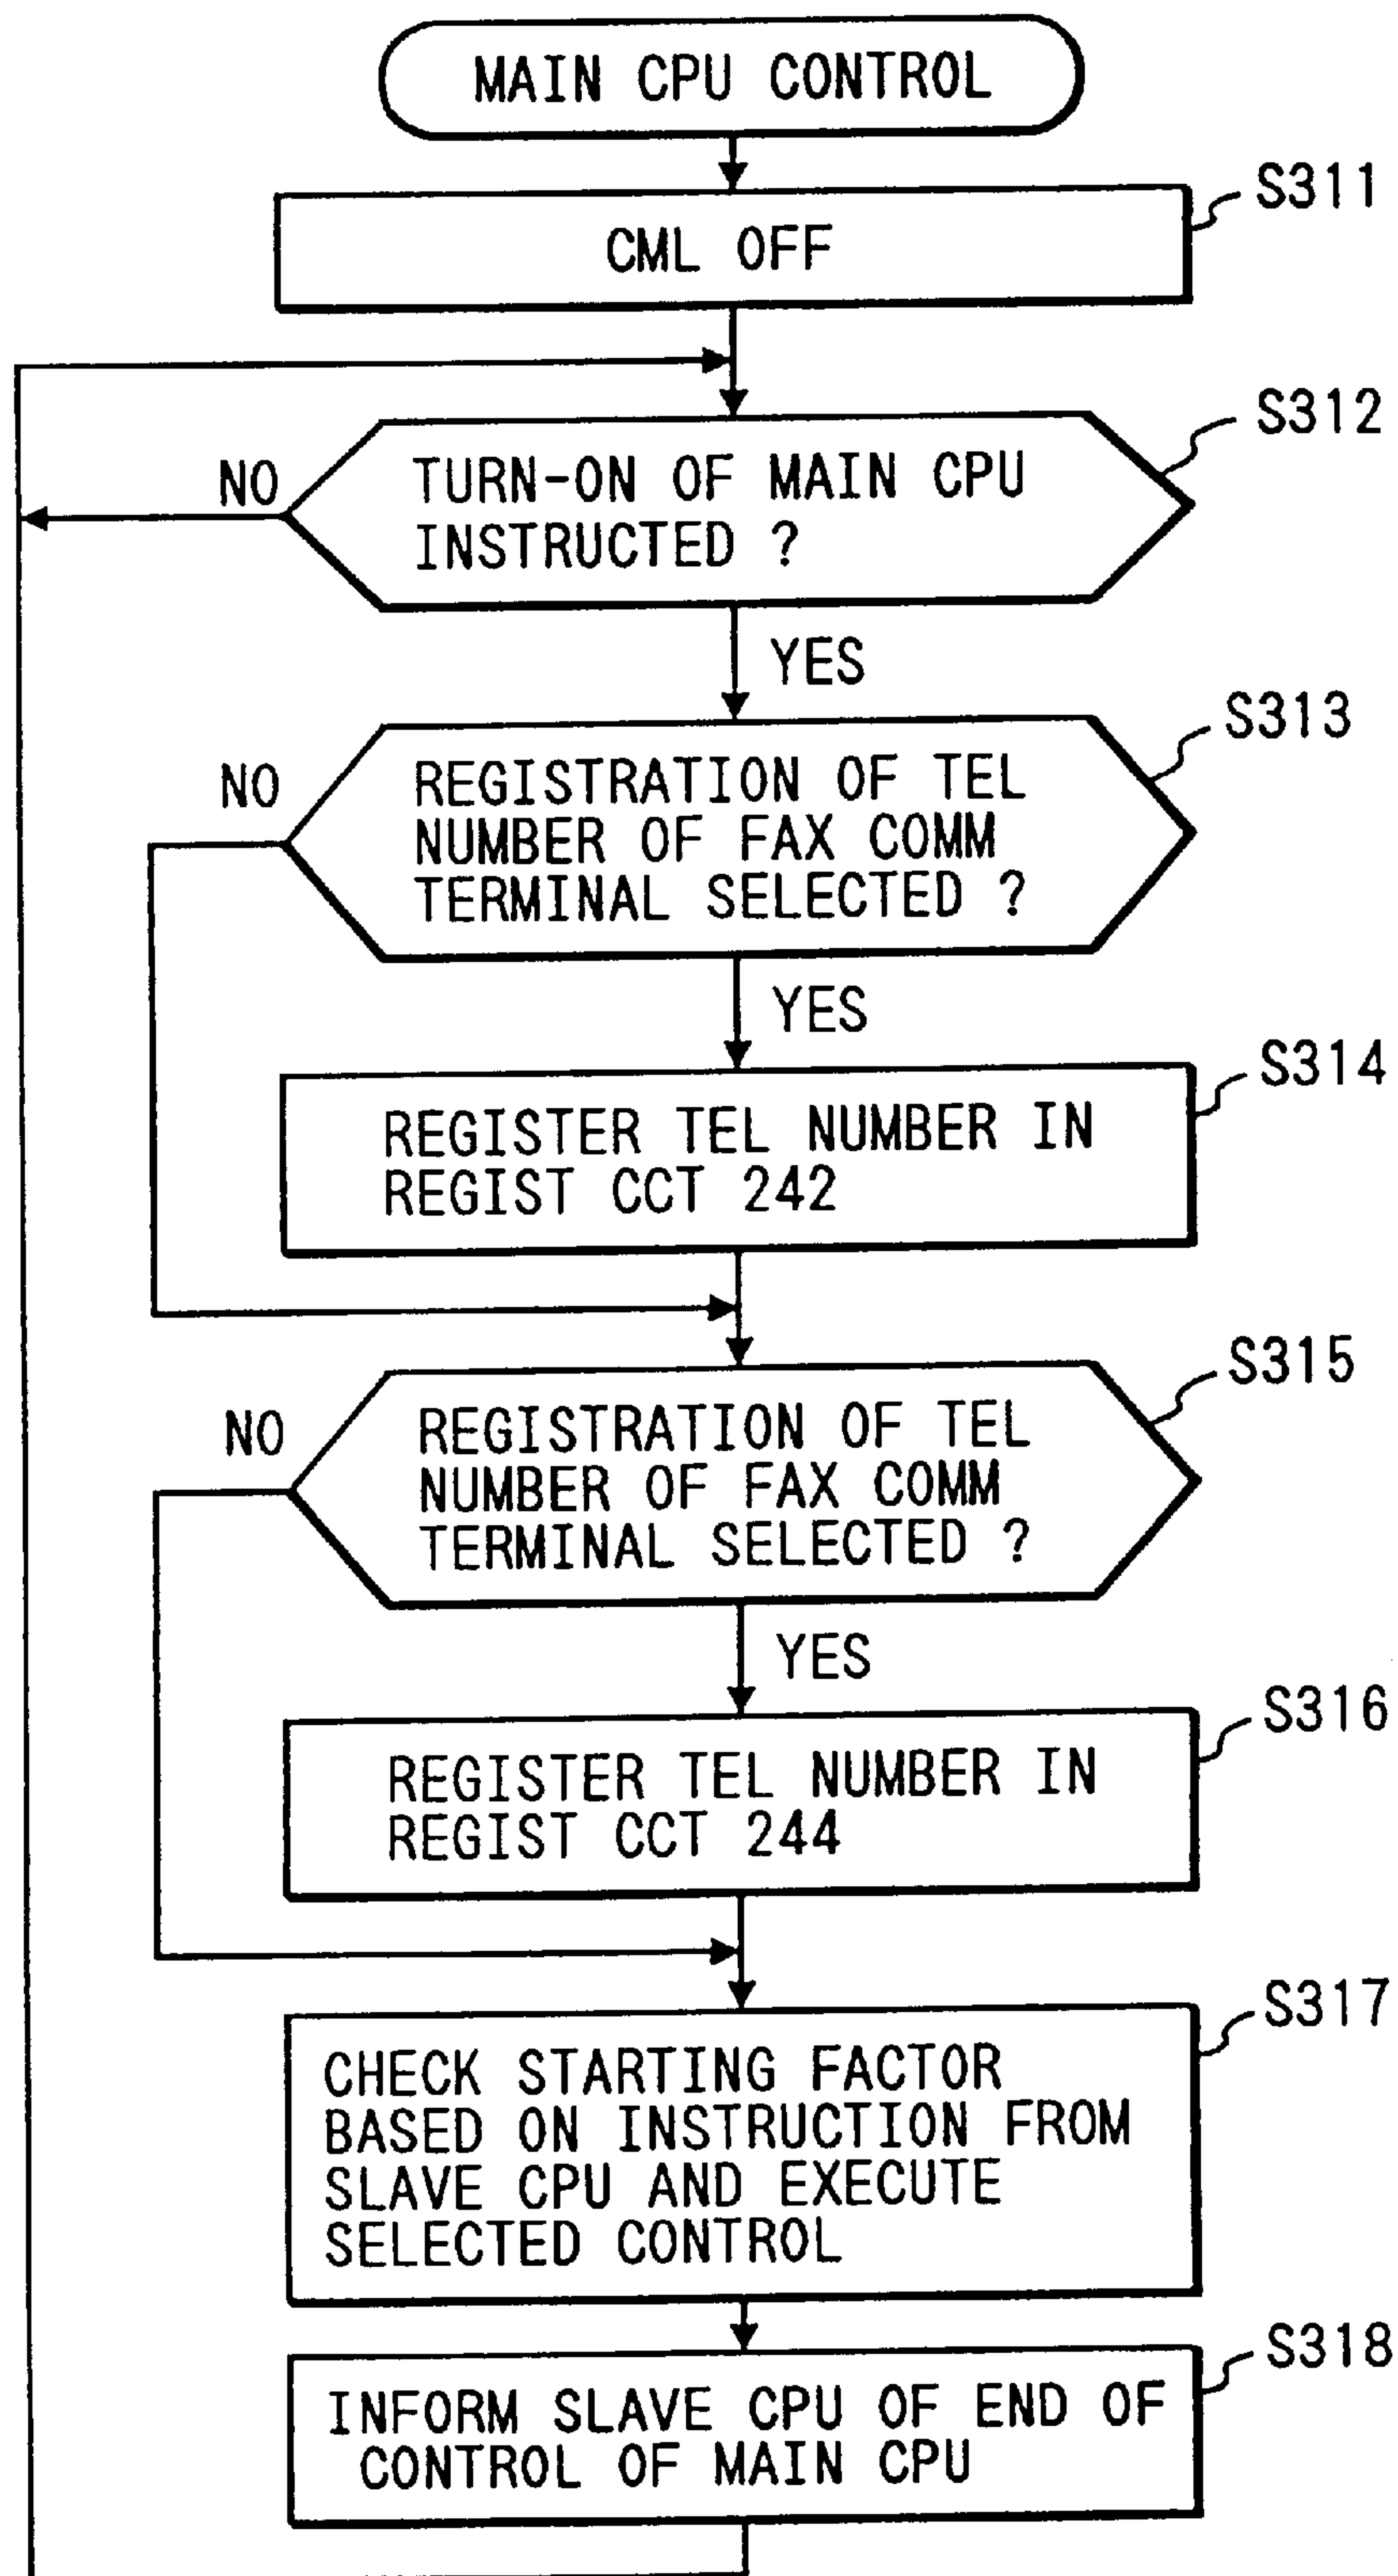 MAIN CPU CONTROL
S311
CML OFF
S312
NO
TURN-ON OF MAIN CPU
INSTRUCTED ?
YES
S313
NO
REGISTRATION OF TEL
NUMBER OF FAX COMM
TERMINAL SELECTED ?
YES
S314
REGISTER TEL NUMBER IN
REGIST CCT 242
S315
NO
REGISTRATION OF TEL
NUMBER OF FAX COMM
TERMINAL SELECTED ?
YES
S316
REGISTER TEL NUMBER IN
REGIST CCT 244
S317
CHECK STARTING FACTOR
BASED ON INSTRUCTION FROM
SLAVE CPU AND EXECUTE
SELECTED CONTROL
S318
INFORM SLAVE CPU OF END OF
CONTROL OF MAIN CPU